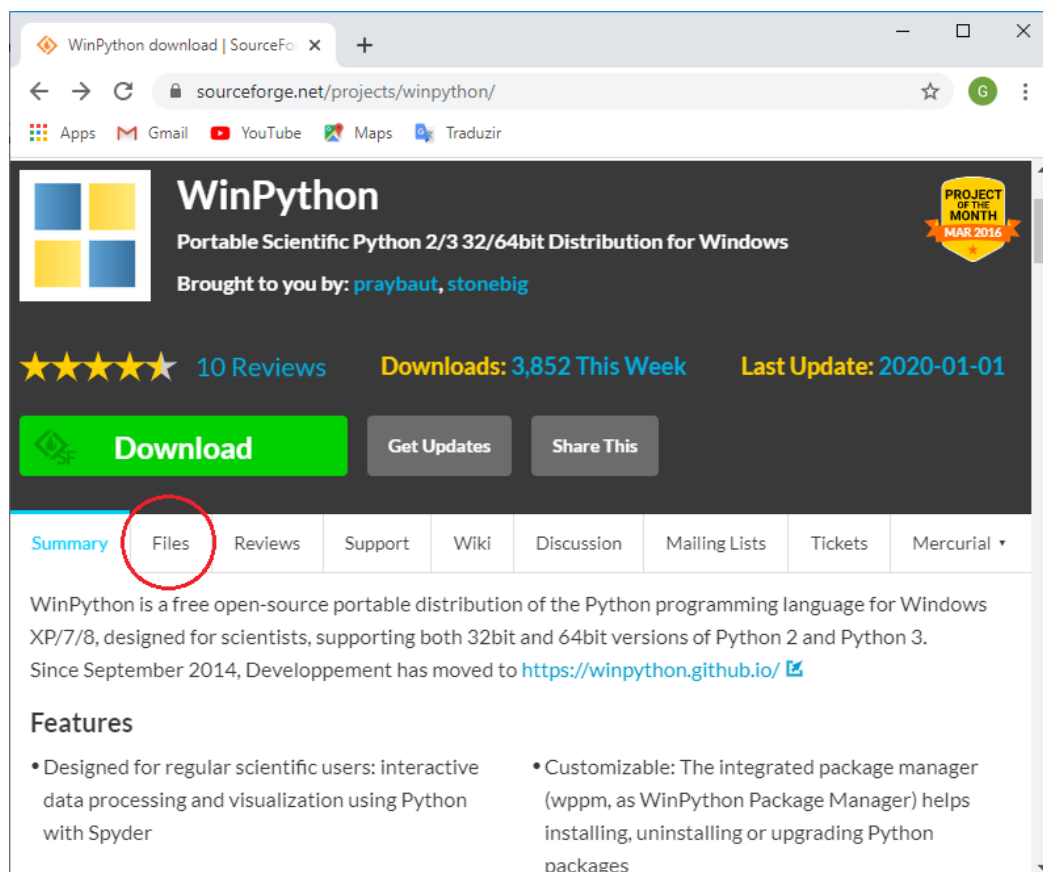 WinPython download | SourceFo
sourceforge.net/projects/winpython/
G
Apps Gmail YouTube Maps Traduzir
WinPython
Portable Scientific Python 2/3 32/64bit Distribution for Windows
Brought to you by: praybaut, stonebig
PROJECT
OF THE
MONTH
MAR 2016
10 Reviews Downloads: 3,852 This Week Last Update: 2020-01-01
SF Download Get Updates Share This
Summary Files Reviews Support Wiki Discussion Mailing Lists Tickets Mercurial
WinPython is a free open-source portable distribution of the Python programming language for Windows
XP/7/8, designed for scientists, supporting both 32bit and 64bit versions of Python 2 and Python 3.
Since September 2014, Developpement has moved to https://winpython.github.io/
Features
• Designed for regular scientific users: interactive
data processing and visualization using Python
with Spyder
• Customizable: The integrated package manager
(wppm, as WinPython Package Manager) helps
installing, uninstalling or upgrading Python
packages